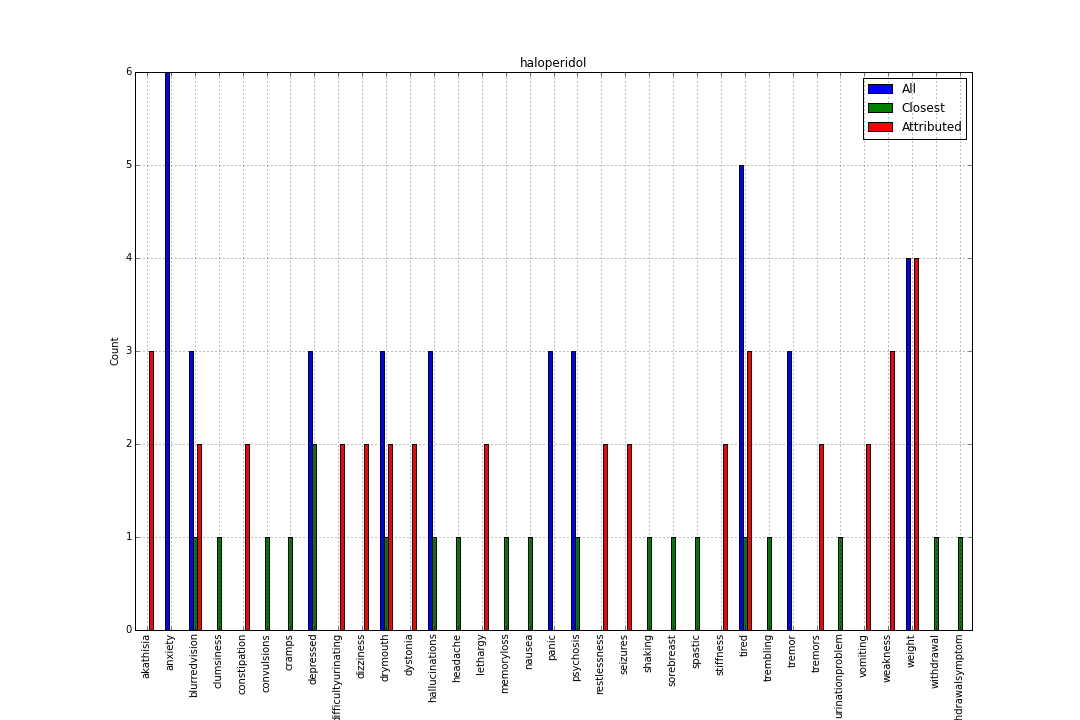 haloperidol
6
5
4
3
2
1
0
Count
All
Closest
Attributed
akathisia
anxiety
blurredvision
clumsiness
constipation
convulsions
cramps
depressed
difficultyurinating
dizziness
drymouth
dystonia
hallucinations
headache
lethargy
memoryloss
nausea
panic
psychosis
restlessness
seizures
shaking
sorebreast
spastic
stiffness
tired
trembling
tremor
tremors
urinationproblem
vomiting
weakness
weight
withdrawal
hdrawalsymptom